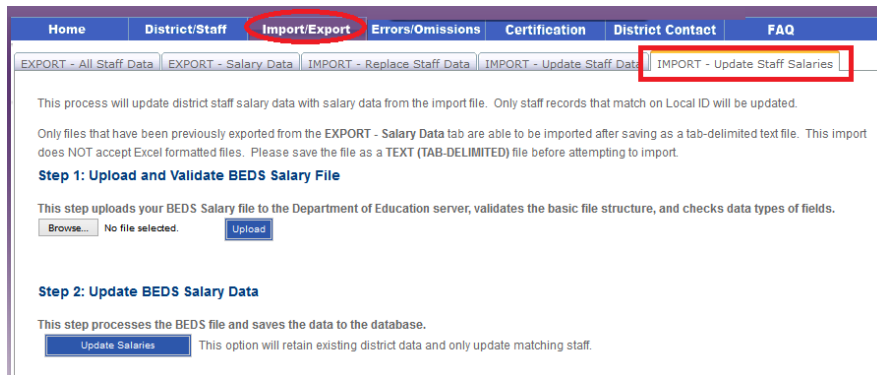 Home District/Staff Import/Export Errors/Omissions Certification District Contact FAQ
EXPORT - All Staff Data EXPORT - Salary Data IMPORT - Replace Staff Data IMPORT - Update Staff Data IMPORT - Update Staff Salaries
This process will update district staff salary data with salary data from the import file. Only staff records that match on Local ID will be updated.
Only files that have been previously exported from the EXPORT - Salary Data tab are able to be imported after saving as a tab-delimited text file. This import
does NOT accept Excel formatted files. Please save the file as a TEXT (TAB-DELIMITED) file before attempting to import.
Step 1: Upload and Validate BEDS Salary File
This step uploads your BEDS Salary file to the Department of Education server, validates the basic file structure, and checks data types of fields.
Browse... No file selected. Upload
Step 2: Update BEDS Salary Data
This step processes the BEDS file and saves the data to the database.
Update Salaries This option will retain existing district data and only update matching staff.